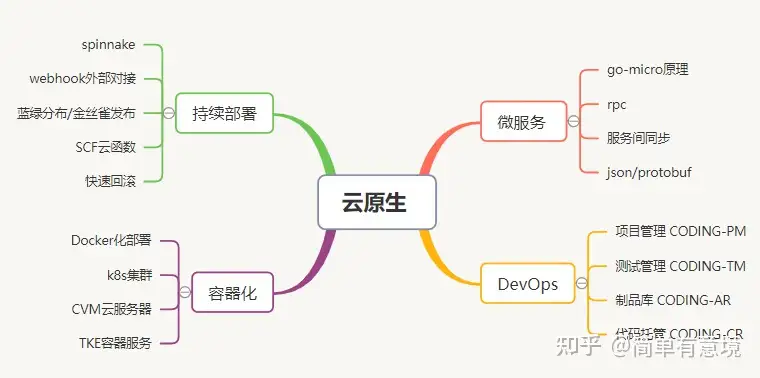 云原生
持续部署
spinnake
webhook外部对接
蓝绿分布/金丝雀发布
SCF云函数
快速回滚
容器化
Docker化部署
k8s集群
CVM云服务器
TKE容器服务
微服务
go-micro原理
rpc
服务间同步
json/protobuf
DevOps
项目管理 CODING-PM
测试管理 CODING-TM
制品库 CODING-AR
代码托管 CODING-CR
知乎 @简单有意境